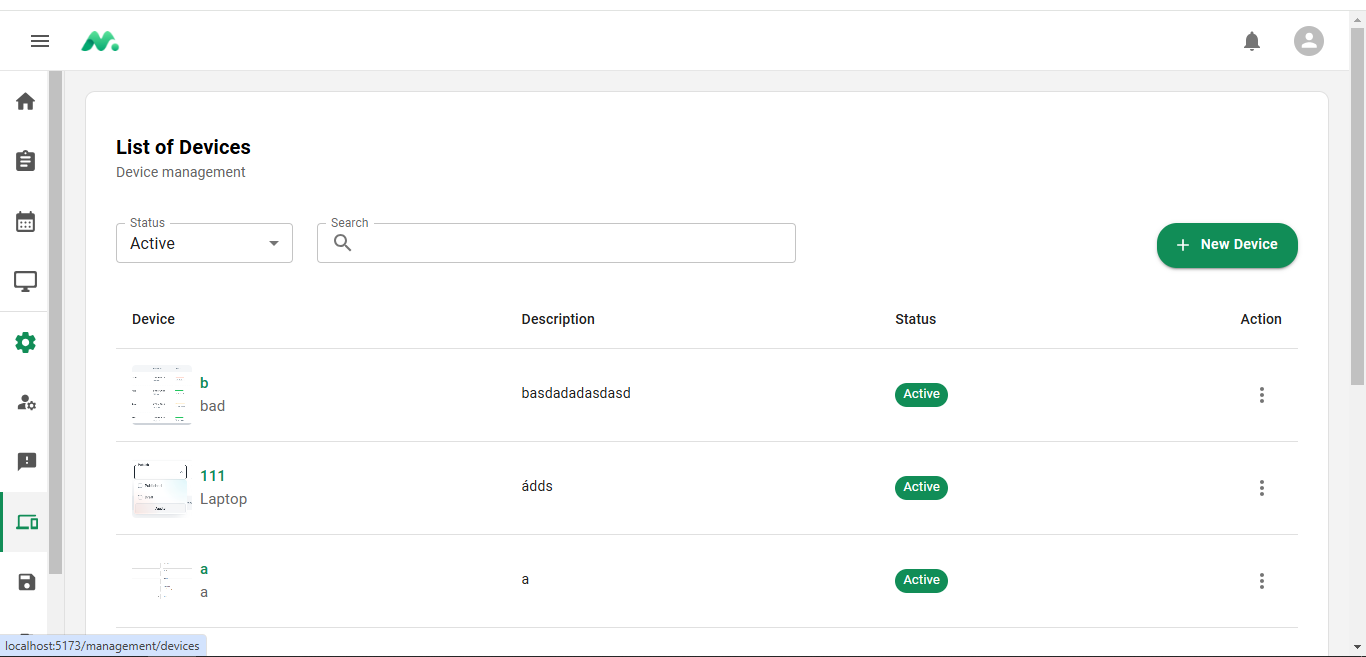 List of Devices
Device management
Status
Active
Search
New Device
Device Description Status Action
b
bad
basdadadasdasd
Active
111
Laptop
ádds
Active
a
a
a
Active
localhost:5173/management/devices